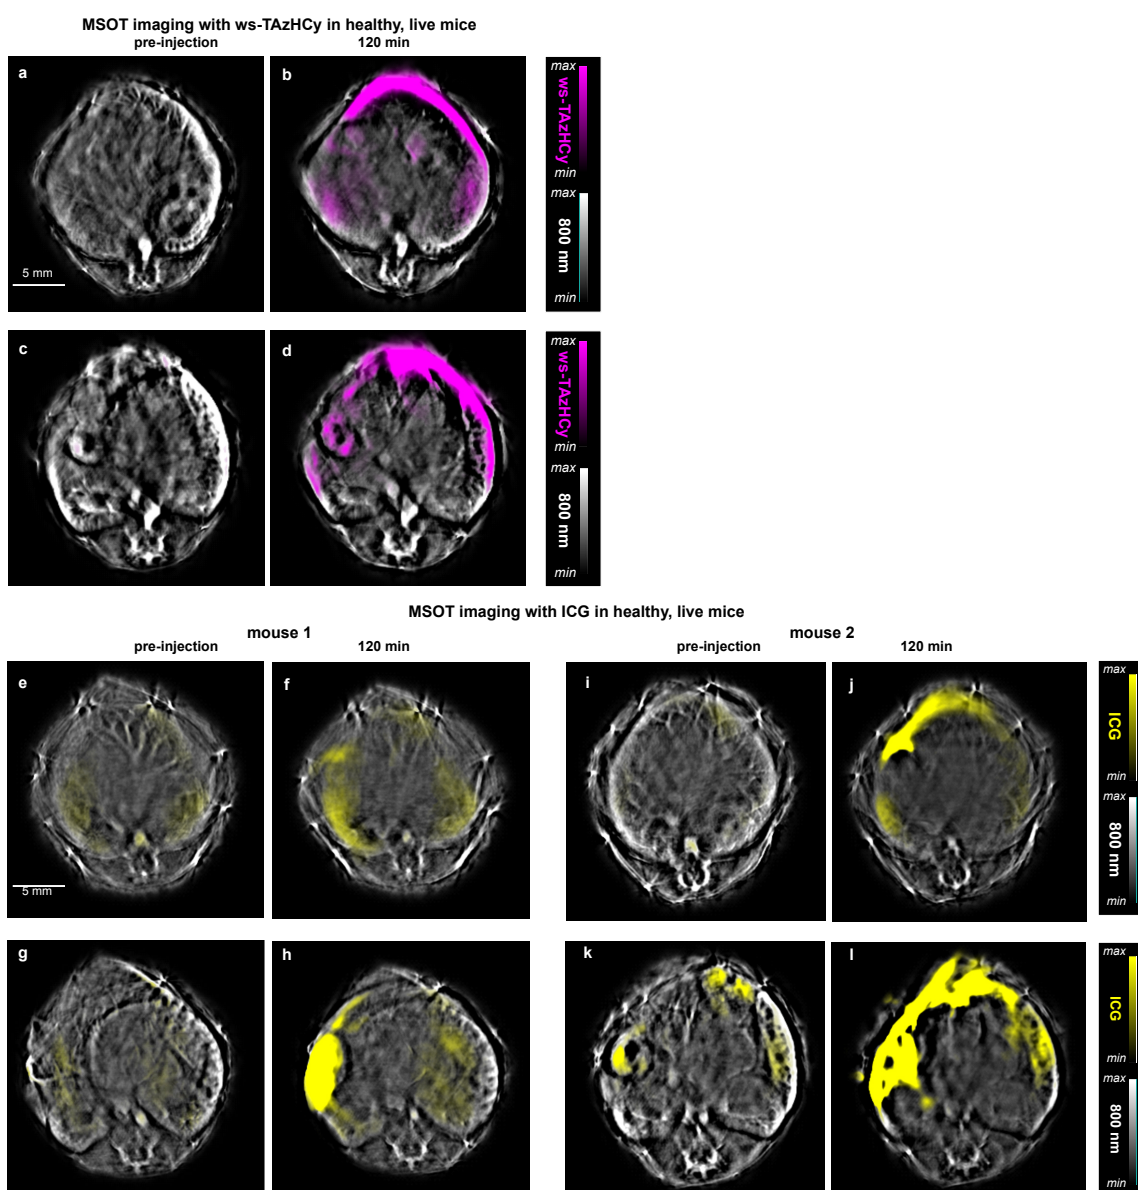 MSOT imaging with ws-TAzHCy in healthy, live mice
pre-injection 120 min
a
b
max
ws-TAzHCy
min
max
800 nm
min
5 mm
c
d
max
ws-TAzHCy
min
max
800 nm
min
MSOT imaging with ICG in healthy, live mice
mouse 1 mouse 2
pre-injection 120 min pre-injection 120 min
e
f
i
j
max
ICG
min
max
800 nm
min
5 mm
g
h
k
l
max
ICG
min
max
800 nm
min